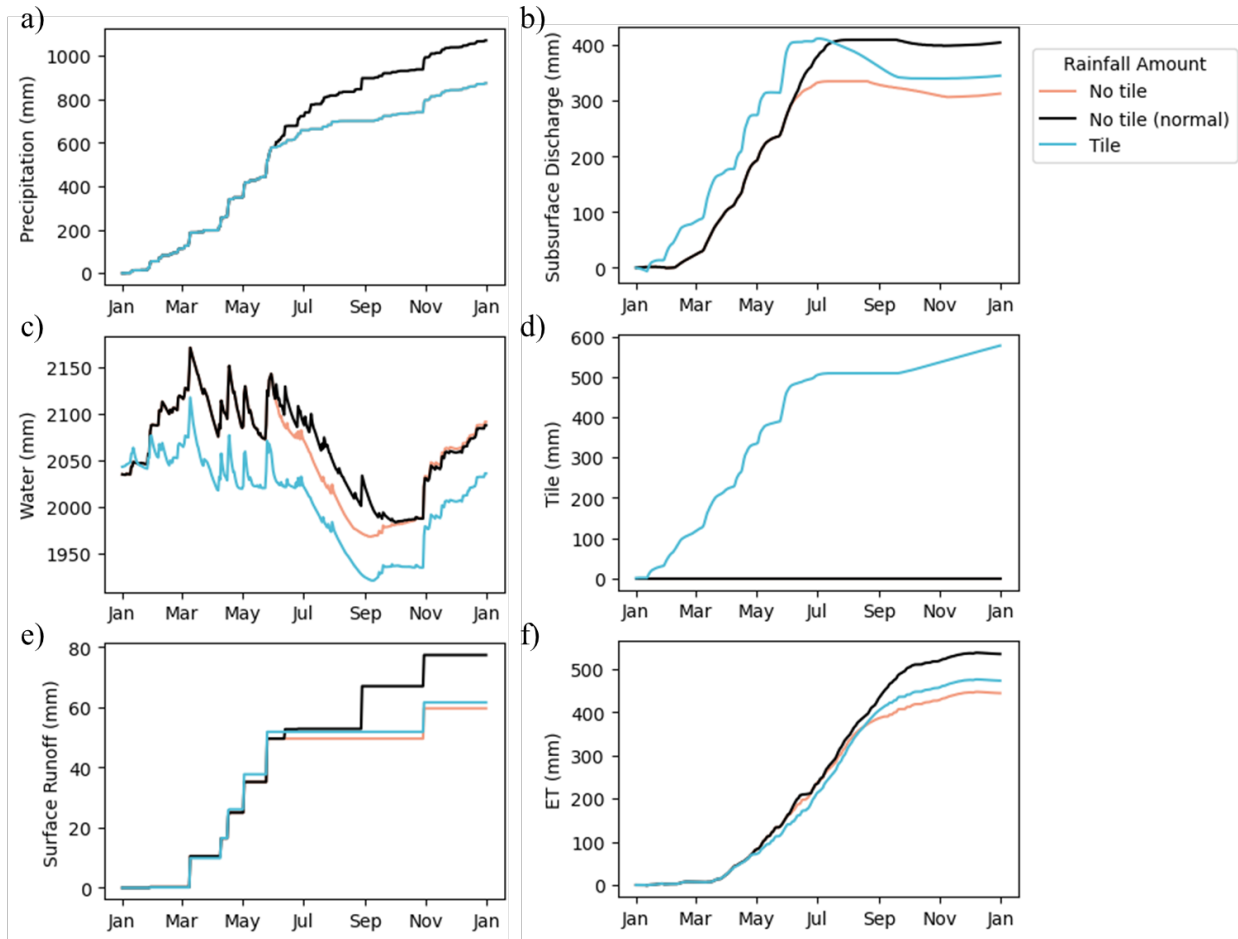 a)
Precipitation (mm)
1000
800
600
400
200
0
Jan Mar May Jul Sep Nov Jan
b)
Subsurface Discharge (mm)
400
300
200
100
0
Jan Mar May Jul Sep Nov Jan
Rainfall Amount
No tile
No tile (normal)
Tile
c)
Water (mm)
2150
2100
2050
2000
1950
Jan Mar May Jul Sep Nov Jan
d)
Tile (mm)
600
500
400
300
200
100
0
Jan Mar May Jul Sep Nov Jan
e)
Surface Runoff (mm)
80
60
40
20
0
Jan Mar May Jul Sep Nov Jan
f)
ET (mm)
500
400
300
200
100
0
Jan Mar May Jul Sep Nov Jan